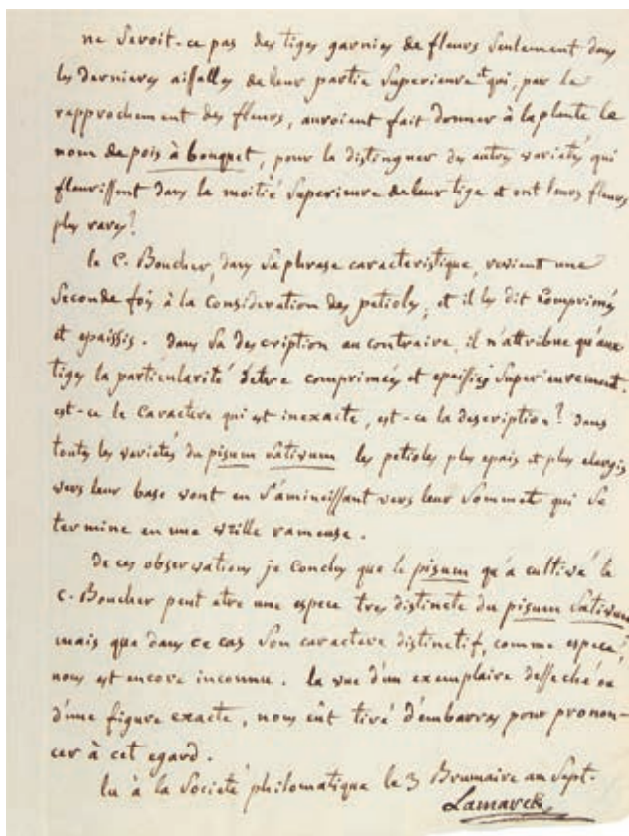 ne seroit-ce pas des tiges garnies de fleurs seulement dans
les dernieres aisselles de leur partie superieure et qui, par le
rapprochement des fleurs, auroient fait donner à la plante le
nom de pois à bouquet, pour la distinguer des autres varietés qui
fleurissent dans la moitié superieure de leur tige et ont leurs fleurs
plus rares?
le C. Boucher, dans sa phrase caracteristique, revient une
seconde fois à la consideration des petioles, et il les dit comprimés
et epaissis. dans sa description au contraire, il n'attribue qu'aux
tiges la particularité d'etre comprimées et epaissies superieurement.
est-ce le caractere qui est inexacte, est-ce la description? dans
toutes les varietés du pisum sativum les petioles plus epais et plus elargis
vers leur base vont en s'amincissant vers leur sommet qui se
termine en une vrille rameuse.
de ces observations je conclus que le pisum qu'a cultivé le
C. Boucher peut etre une espece tres distincte du pisum sativum
mais que dans ce cas son caractere distinctif, comme espece,
nous est encore inconnu. la vue d'un exemplaire desseché ou
d'une figure exacte, nous eût tiré d'embarras pour pronon-
cer à cet egard.
lu à la Societé philomatique le 3 Brumaire an Sept.
Lamarck